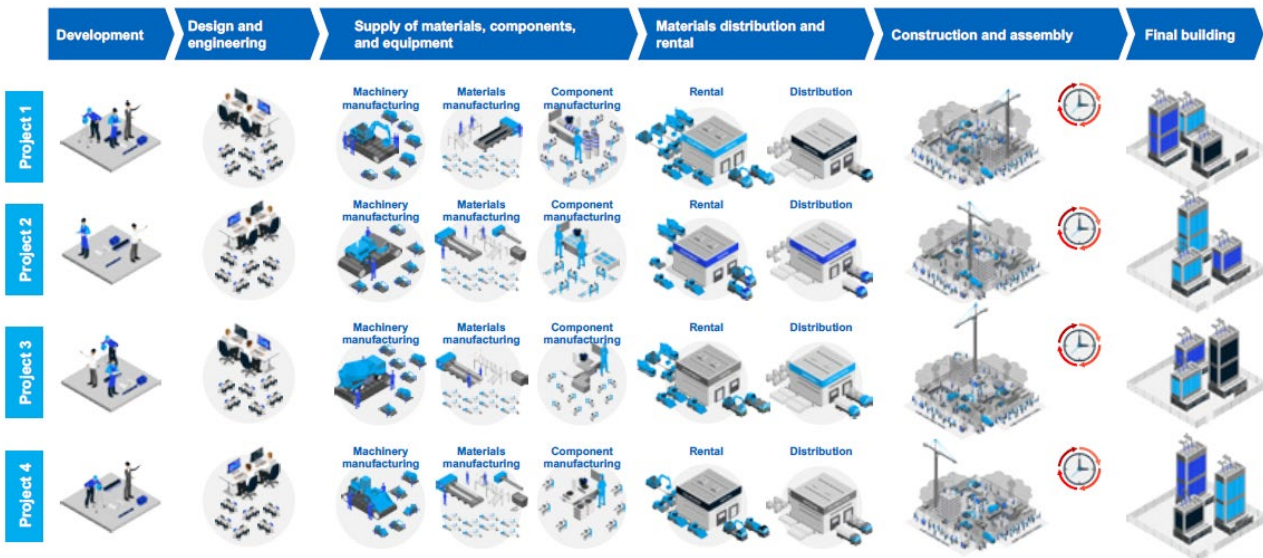 Development
Design and
engineering
Supply of materials, components,
and equipment
Materials distribution and
rental
Construction and assembly
Final building
Project 1
Machinery
manufacturing
Materials
manufacturing
Component
manufacturing
Rental
Distribution
Project 2
Machinery
manufacturing
Materials
manufacturing
Component
manufacturing
Rental
Distribution
Project 3
Machinery
manufacturing
Materials
manufacturing
Component
manufacturing
Rental
Distribution
Project 4
Machinery
manufacturing
Materials
manufacturing
Component
manufacturing
Rental
Distribution